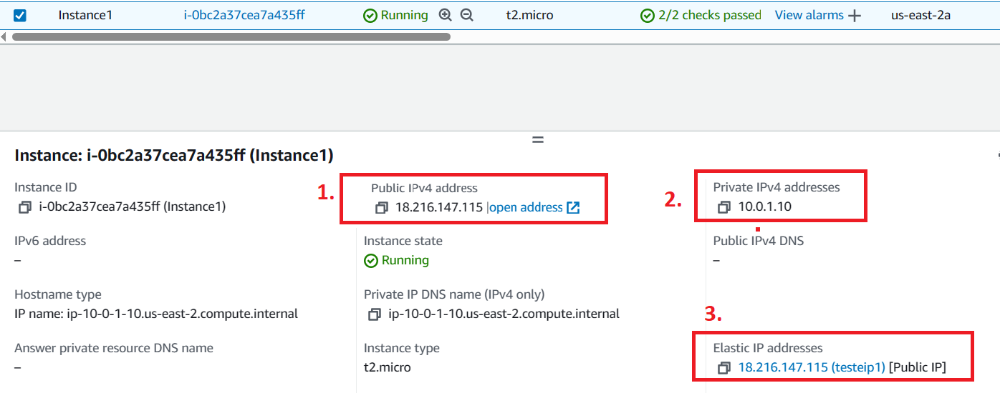 Instance1 i-0bc2a37cea7a435ff Running t2.micro 2/2 checks passed View alarms + us-east-2a
Instance: i-0bc2a37cea7a435ff (Instance1)
Instance ID
i-0bc2a37cea7a435ff (Instance1)
1.
Public IPv4 address
18.216.147.115 |open address
2.
Private IPv4 addresses
10.0.1.10
IPv6 address
–
Instance state
Running
Public IPv4 DNS
–
Hostname type
IP name: ip-10-0-1-10.us-east-2.compute.internal
Private IP DNS name (IPv4 only)
ip-10-0-1-10.us-east-2.compute.internal
3.
Answer private resource DNS name
–
Instance type
t2.micro
Elastic IP addresses
18.216.147.115 (testeip1) [Public IP]